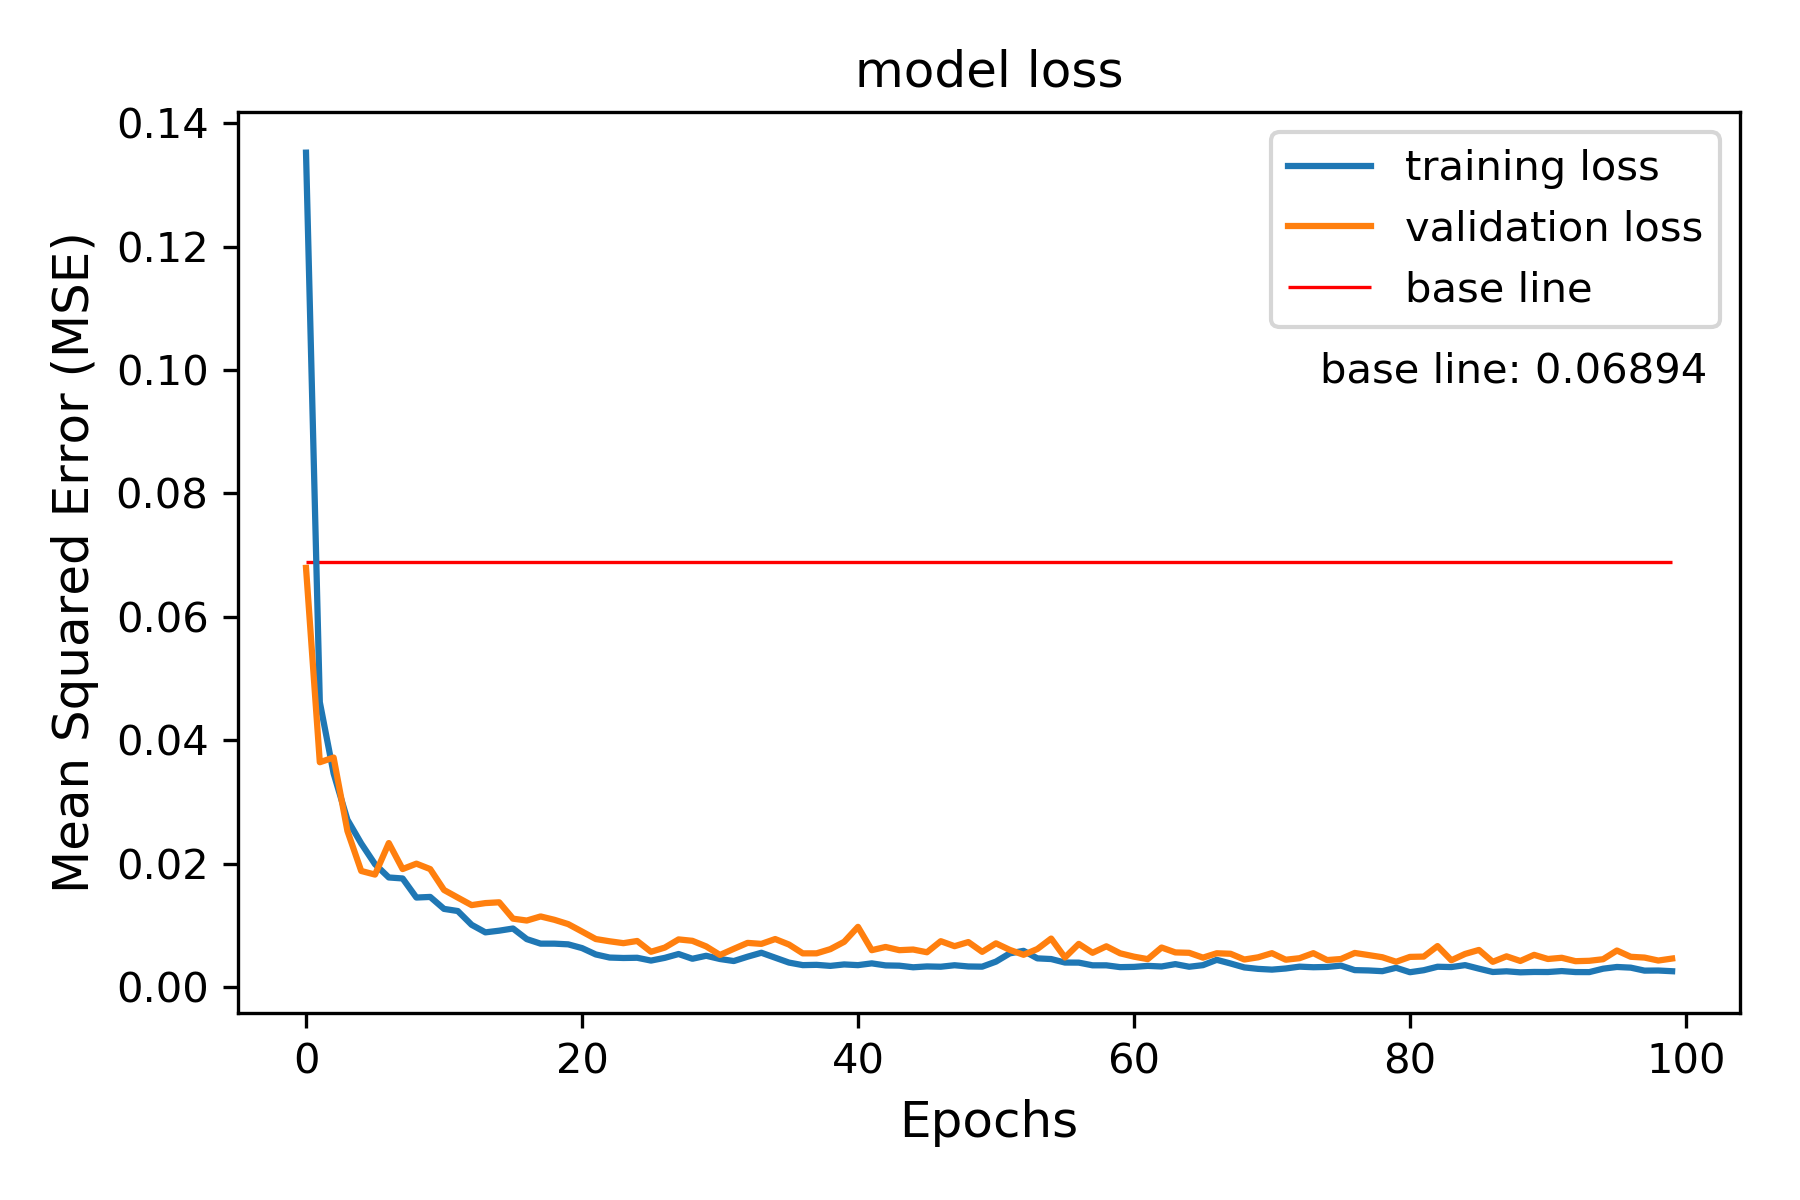 model loss
0.14
0.12
0.10
0.08
0.06
0.04
0.02
0.00
Mean Squared Error (MSE)
training loss
validation loss
base line
base line: 0.06894
0 20 40 60 80 100
Epochs